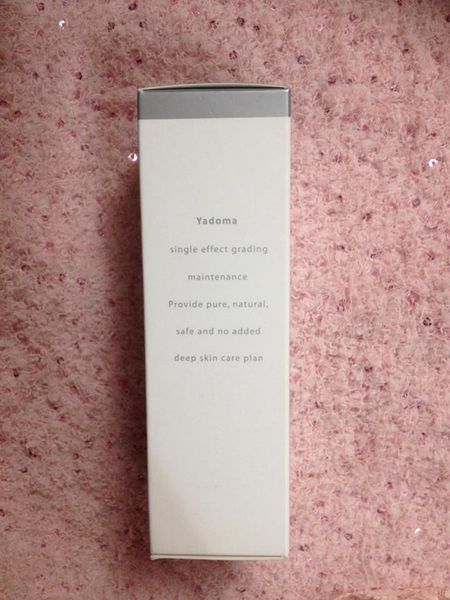 Yadoma
single effect grading
maintenance
Provide pure, natural,
safe and no added
deep skin care plan